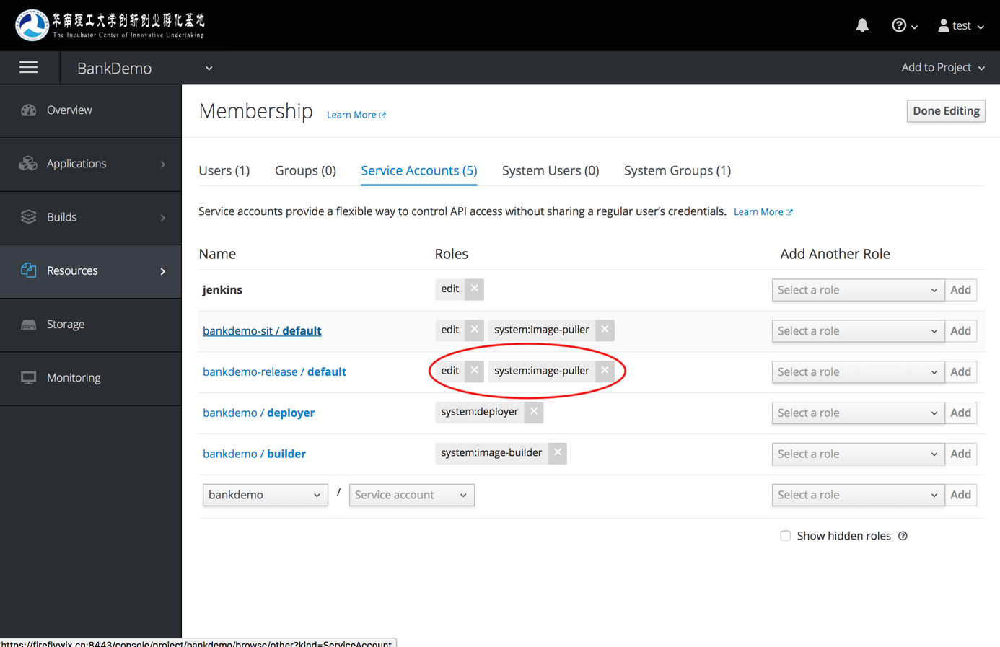 华南理工大学创新创业孵化基地
The Incubator Center of Innovative Undertaking
test
BankDemo
Add to Project
Overview
Applications
Builds
Resources
Storage
Monitoring
Membership
Learn More
Done Editing
Users (1)
Groups (0)
Service Accounts (5)
System Users (0)
System Groups (1)
Service accounts provide a flexible way to control API access without sharing a regular user's credentials. Learn More
Name
Roles
Add Another Role
jenkins
edit
Select a role
Add
bankdemo-sit / default
edit
system:image-puller
Select a role
Add
bankdemo-release / default
edit
system:image-puller
Select a role
Add
bankdemo / deployer
system:deployer
Select a role
Add
bankdemo / builder
system:image-builder
Select a role
Add
bankdemo
/
Service account
Select a role
Add
Show hidden roles
https://fireflywix.cn:8443/console/project/bankdemo/browse/other?kind=ServiceAccount